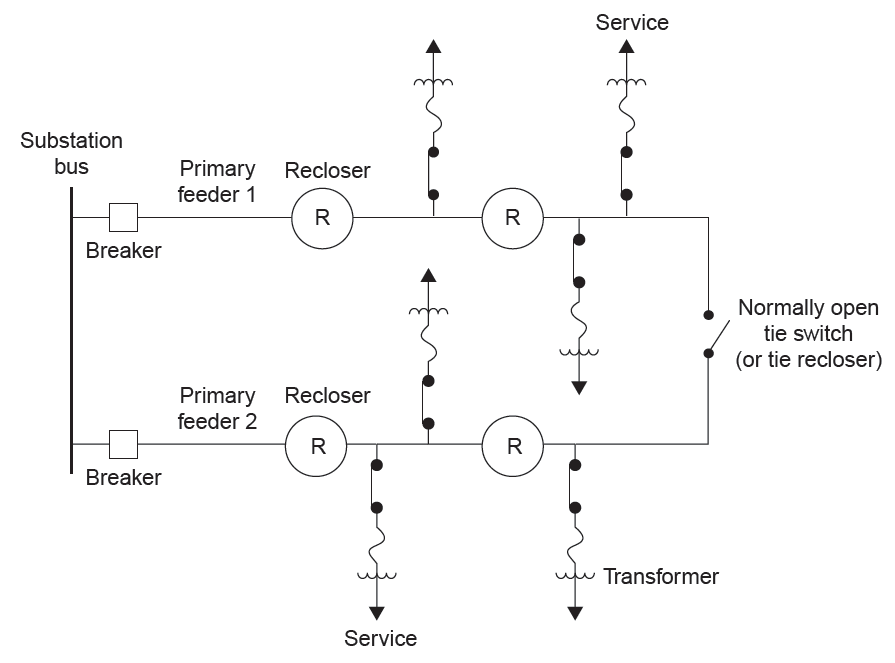 Service
Substation
bus
Primary
feeder 1
Recloser
R
R
Breaker
Normally open
tie switch
(or tie recloser)
Primary
feeder 2
Recloser
R
R
Breaker
Transformer
Service